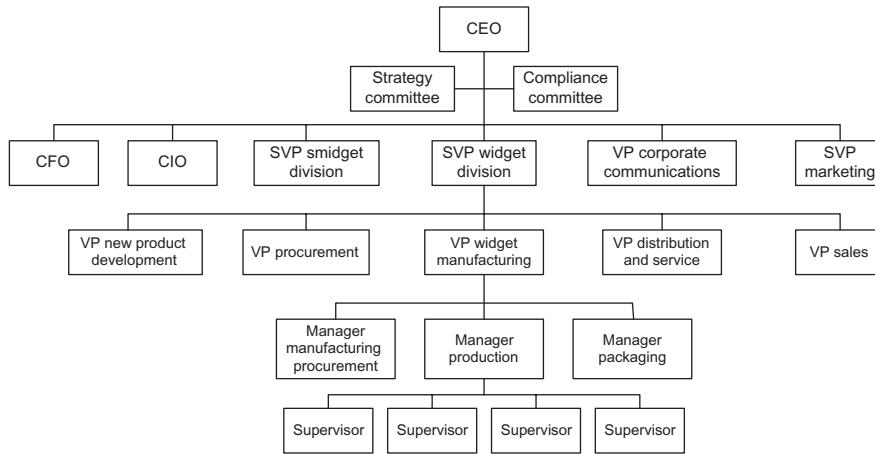 CEO
Strategy
committee
Compliance
committee
CFO
CIO
SVP smidget
division
SVP widget
division
VP corporate
communications
SVP
marketing
VP new product
development
VP procurement
VP widget
manufacturing
VP distribution
and service
VP sales
Manager
manufacturing
procurement
Manager
production
Manager
packaging
Supervisor
Supervisor
Supervisor
Supervisor